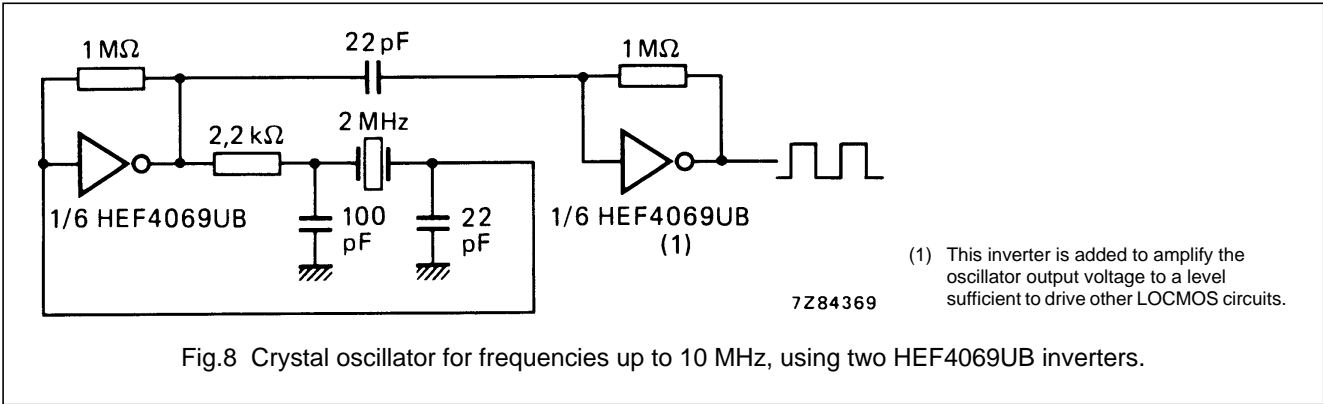 1 MΩ
22 pF
1 MΩ
2,2 kΩ
2 MHz
1/6 HEF4069UB
100
pF
22
pF
1/6 HEF4069UB
(1)
(1) This inverter is added to amplify the
oscillator output voltage to a level
sufficient to drive other LOCMOS circuits.
7Z84369
Fig.8 Crystal oscillator for frequencies up to 10 MHz, using two HEF4069UB inverters.